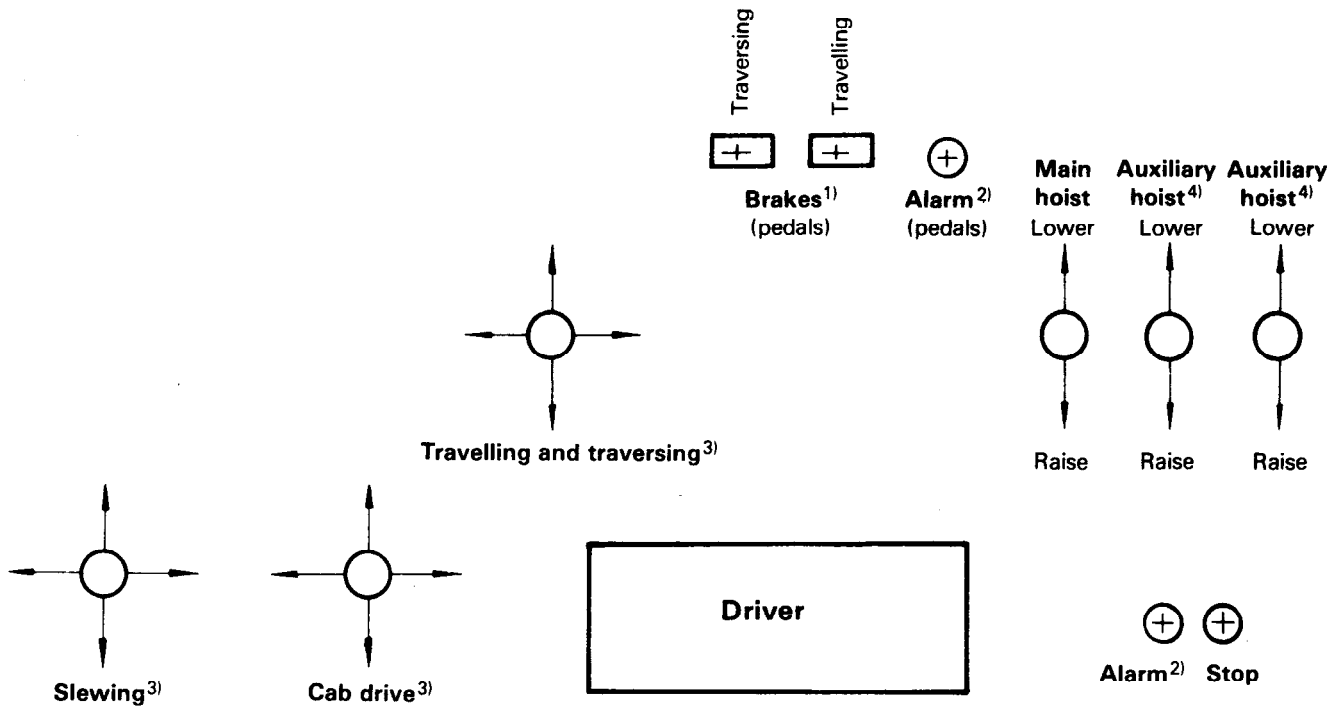 Traversing
Travelling
Brakes1)
(pedals)
Alarm2)
(pedals)
Main
hoist
Lower
Auxiliary
hoist4)
Lower
Auxiliary
hoist4)
Lower
Travelling and traversing3)
Raise
Raise
Raise
Slewing3)
Cab drive3)
Driver
Alarm2)
Stop